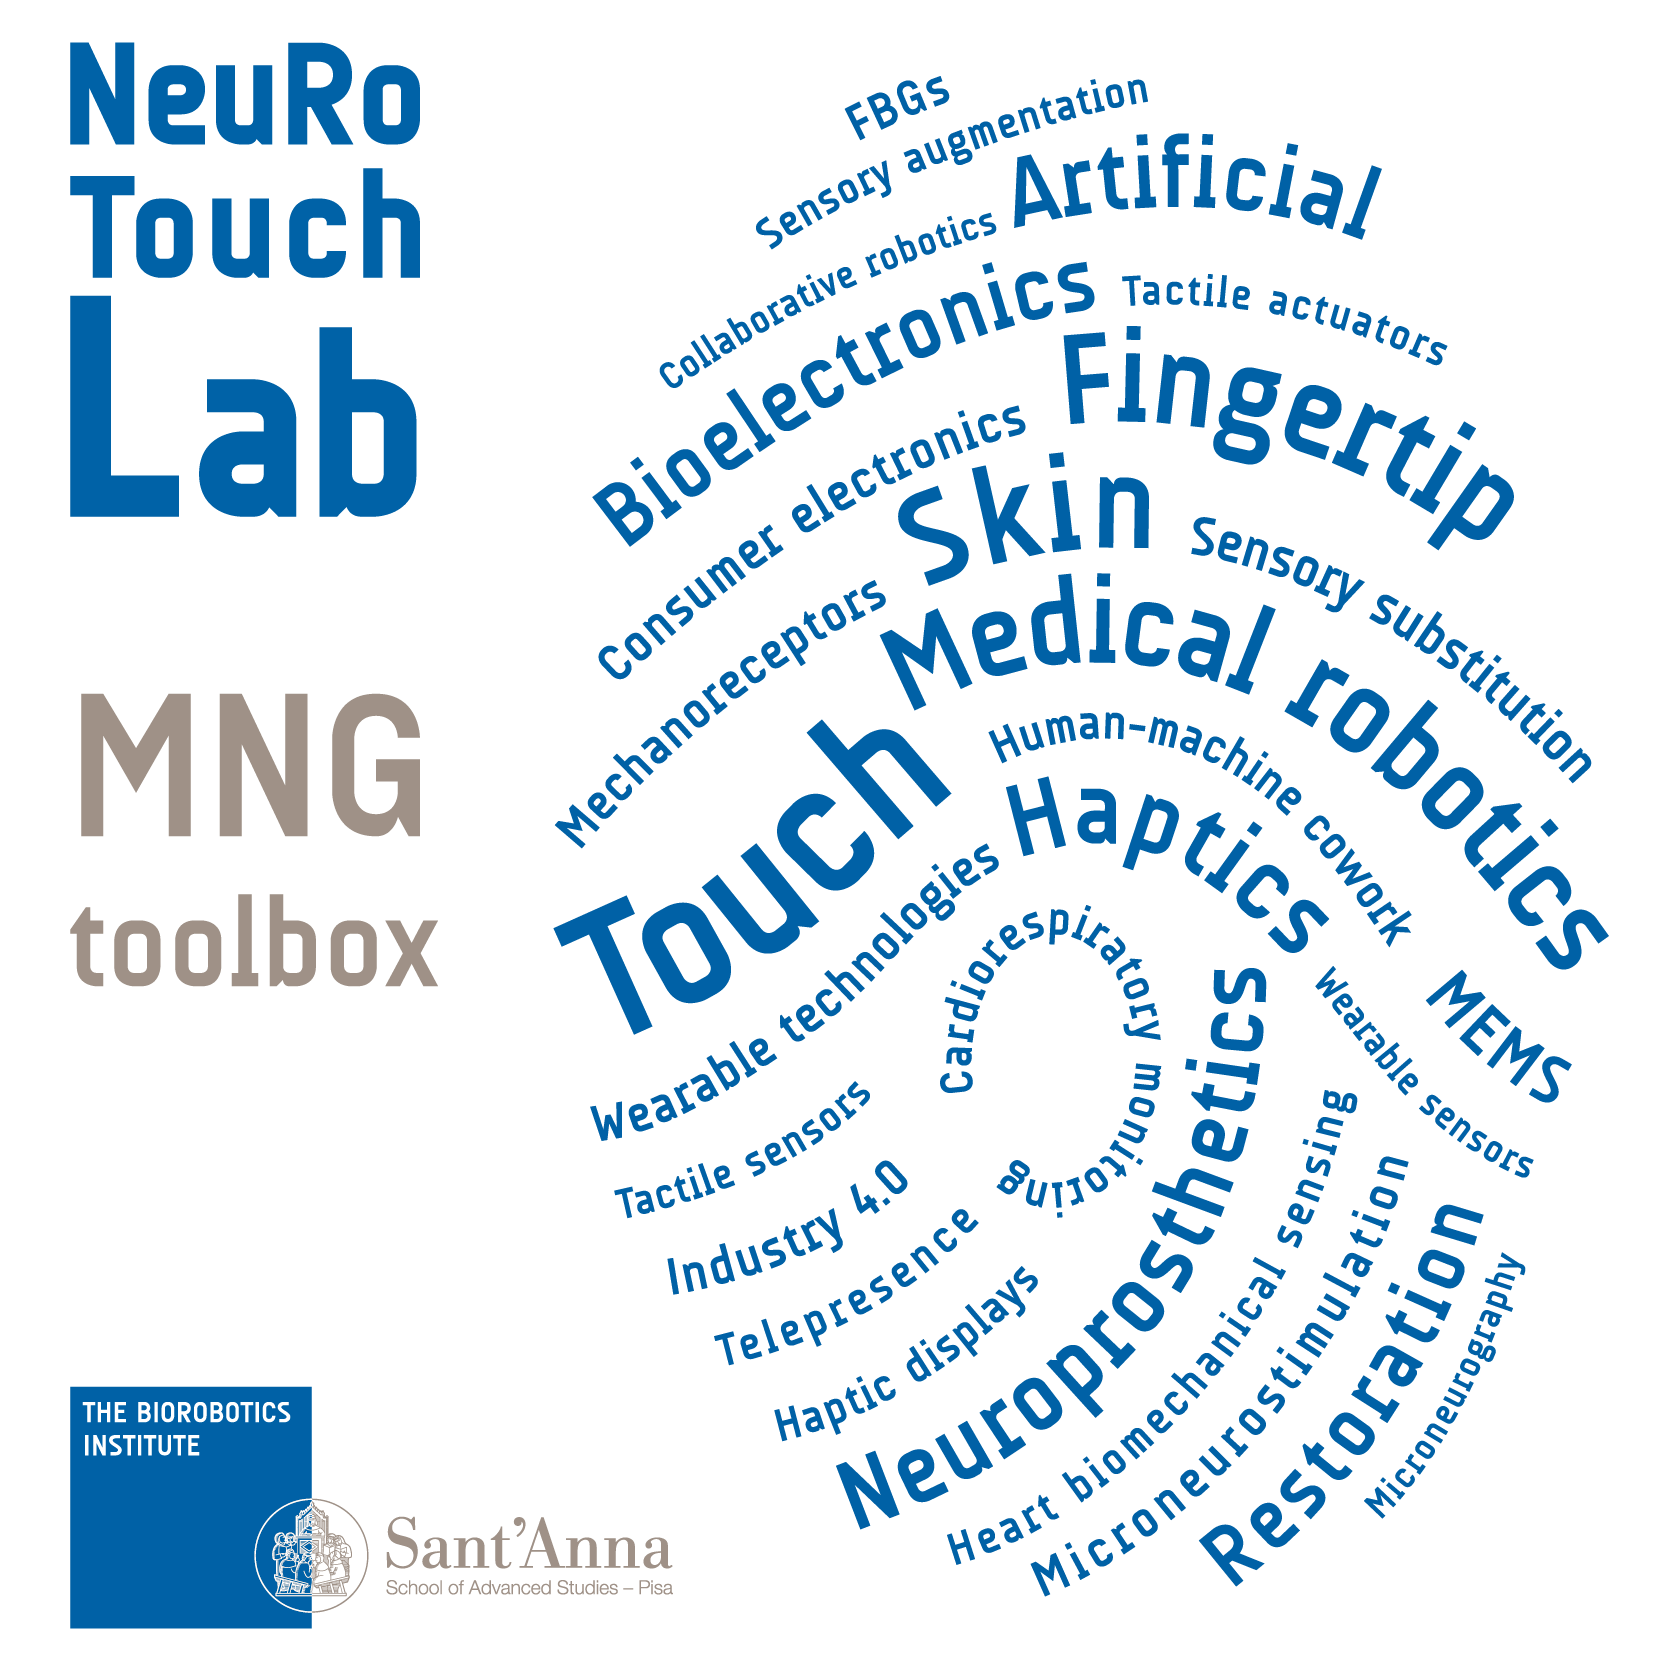 NeuRo
Touch
Lab
MNG
toolbox
FBGs
Sensory augmentation
Artificial
Collaborative robotics
Bioelectronics
Tactile actuators
Fingertip
Consumer electronics
Skin
Sensory substitution
Mechanoreceptors
Medical robotics
Touch
Human-machine cowork
Haptics
Wearable technologies
Cardiorespiratory monitoring
MEMS
Wearable sensors
Tactile sensors
Industry 4.0
Telepresence
Haptic displays
Neuroprosthetics
Heart biomechanical sensing
Microneurostimulation
Restoration
Microneurography
THE BIOROBOTICS
INSTITUTE
Sant'Anna
School of Advanced Studies – Pisa